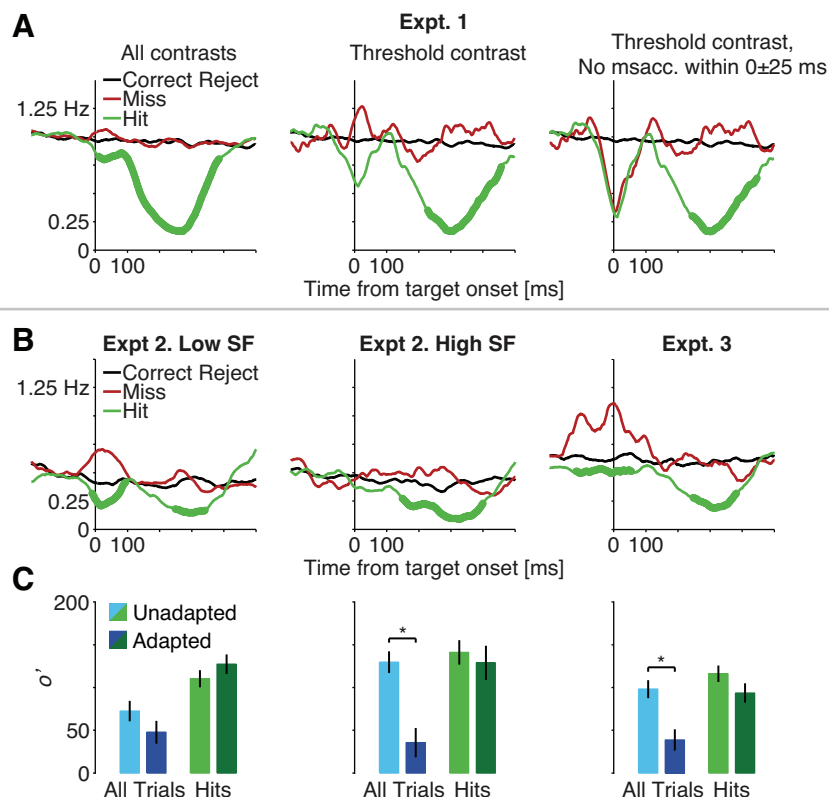 A
Expt. 1
All contrasts
Threshold contrast
Threshold contrast,
No msacc. within 0±25 ms
Correct Reject
Miss
Hit
1.25 Hz
0.25
0
0 100
0 100
0 100
Time from target onset [ms]
B
Expt 2. Low SF
Expt 2. High SF
Expt. 3
Correct Reject
Miss
Hit
1.25 Hz
0.25
0
0 100
0 100
0 100
Time from target onset [ms]
C
200
Unadapted
Adapted
*
*
o'
50
0
All Trials Hits
All Trials Hits
All Trials Hits